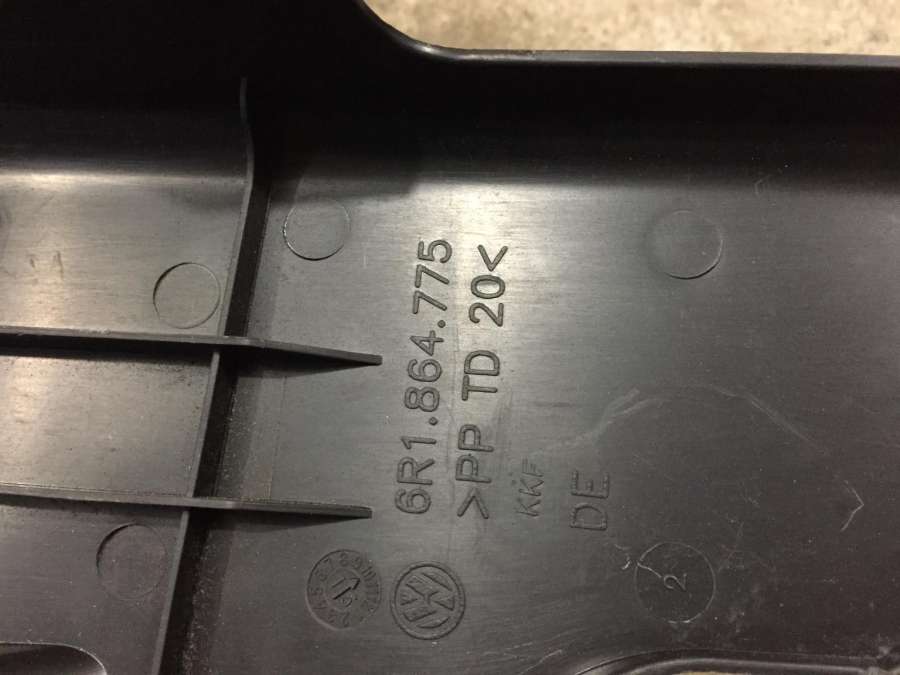 6R1.864.775
>PP TD 20<
KKF
DE
2